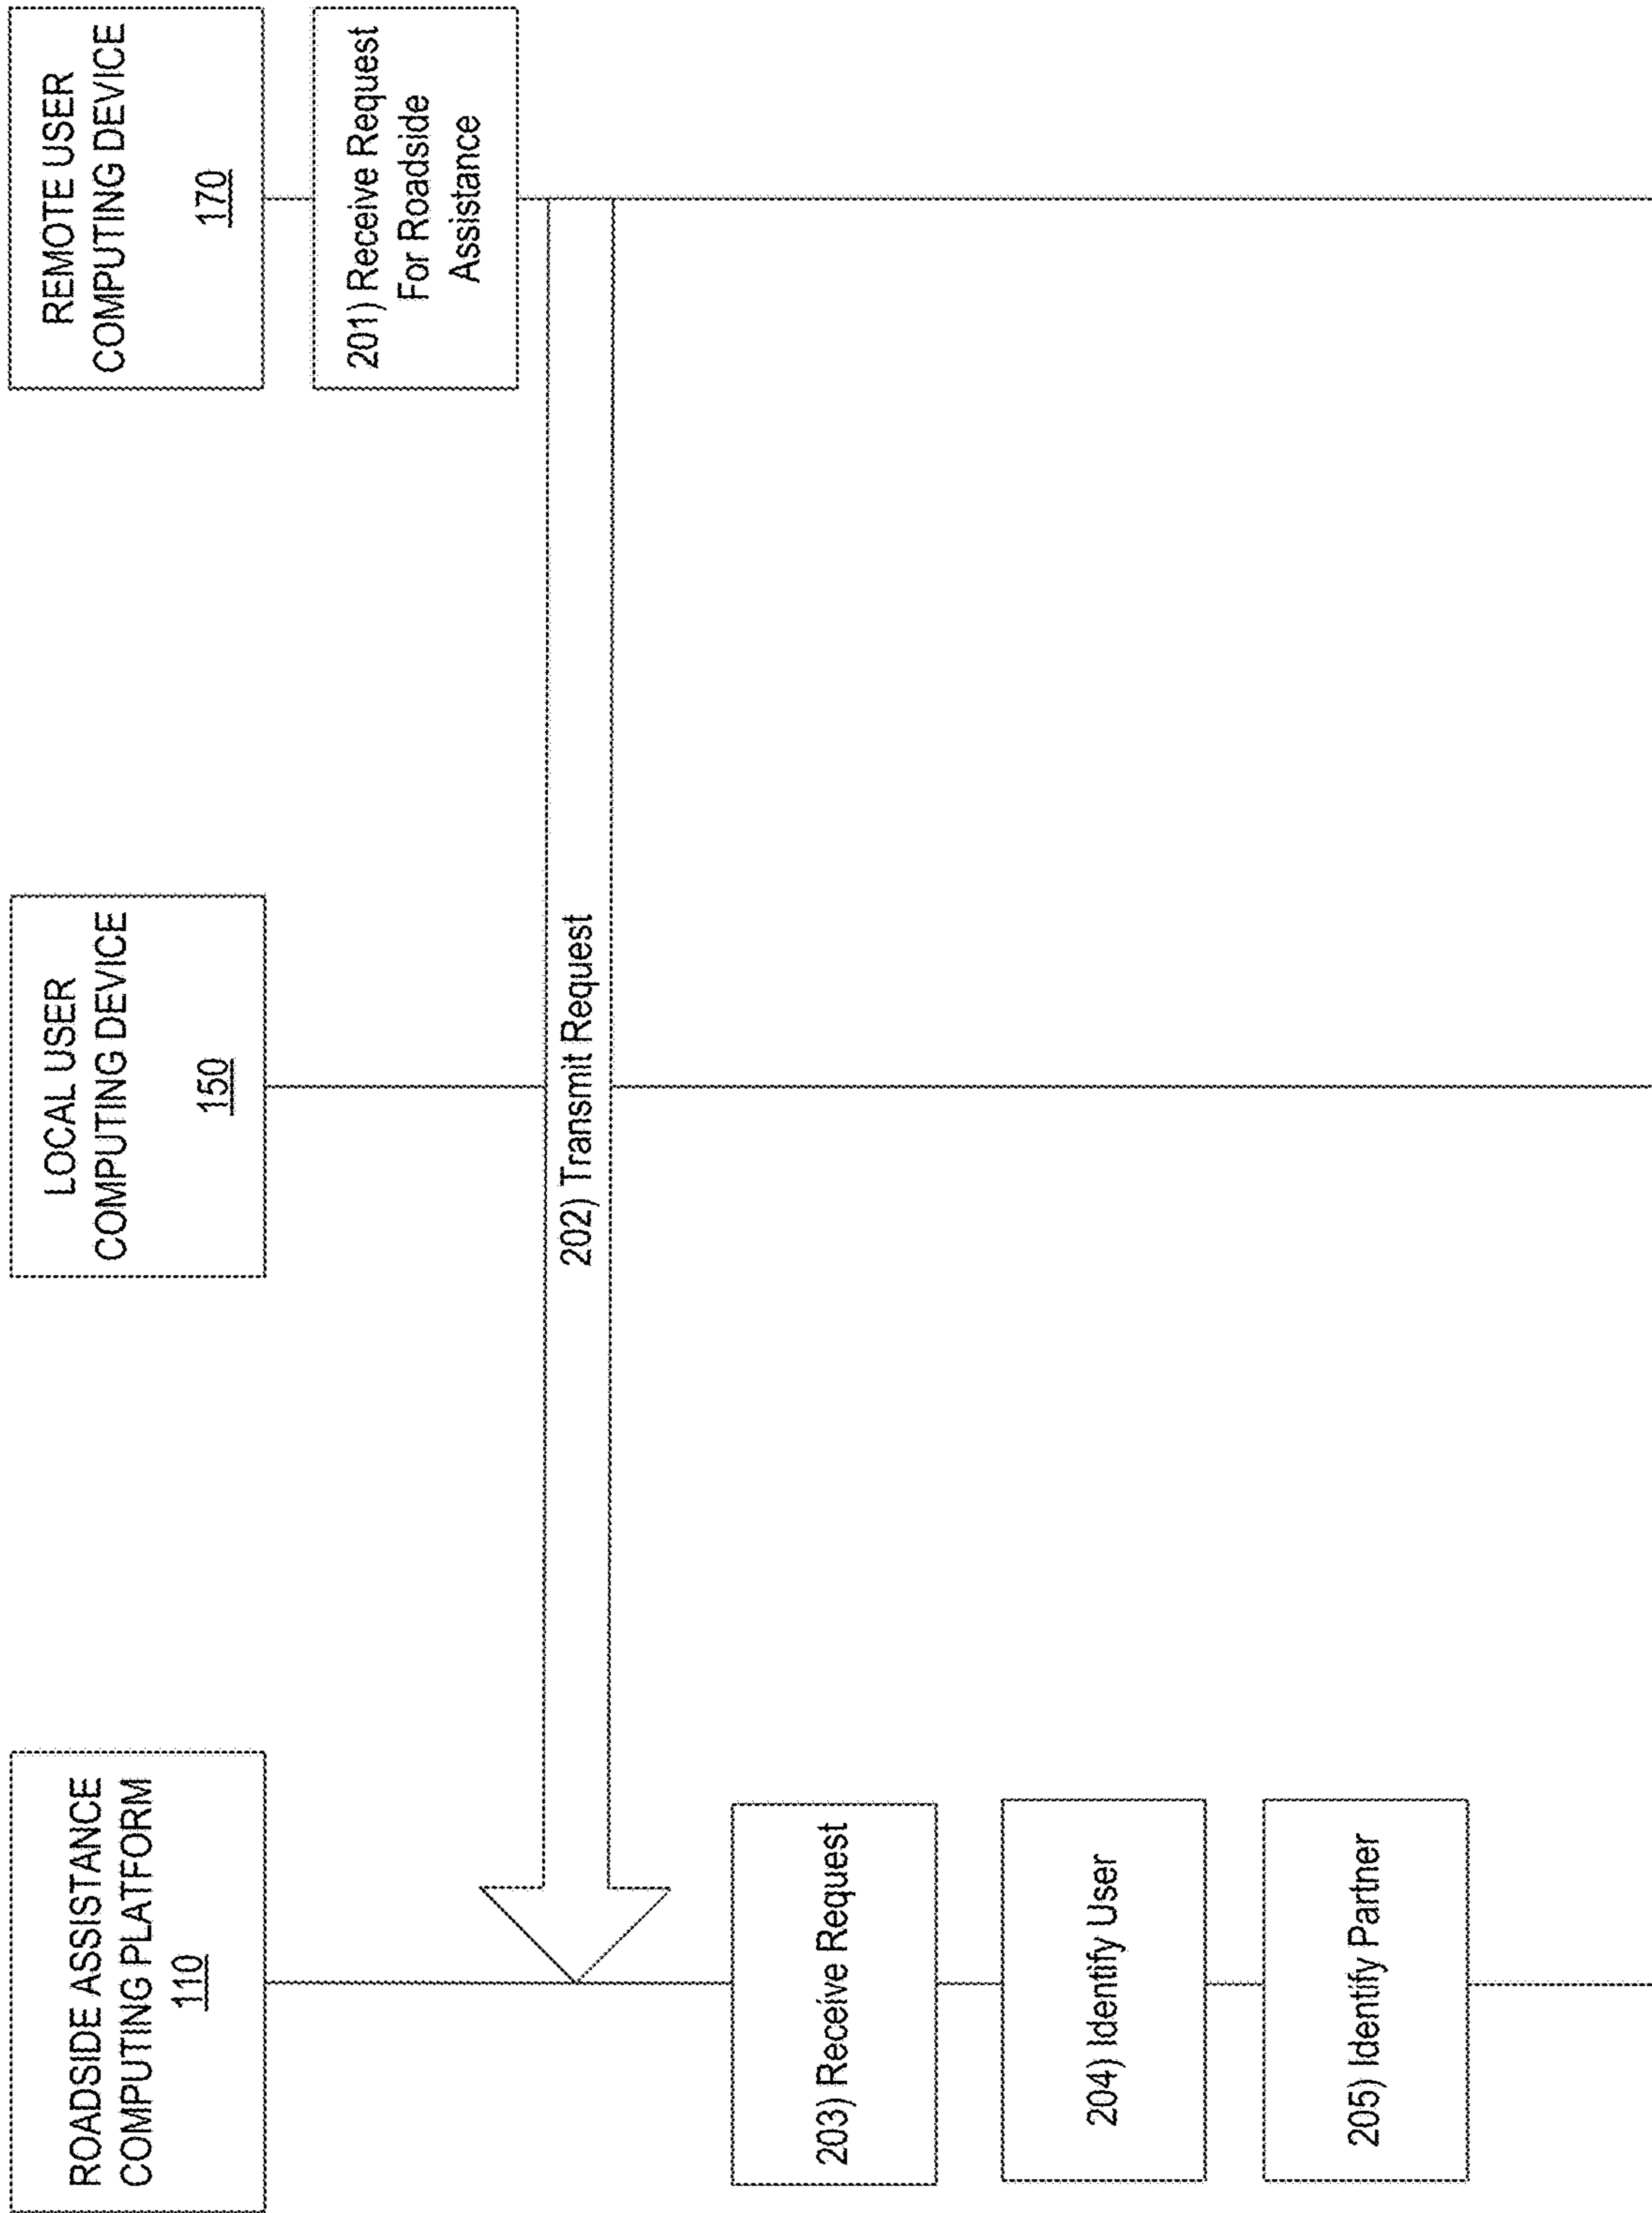 ROADSIDE ASSISTANCE
COMPUTING PLATFORM
110
LOCAL USER
COMPUTING DEVICE
150
REMOTE USER
COMPUTING DEVICE
170
201) Receive Request
For Roadside
Assistance
202) Transmit Request
203) Receive Request
204) Identify User
205) Identify Partner